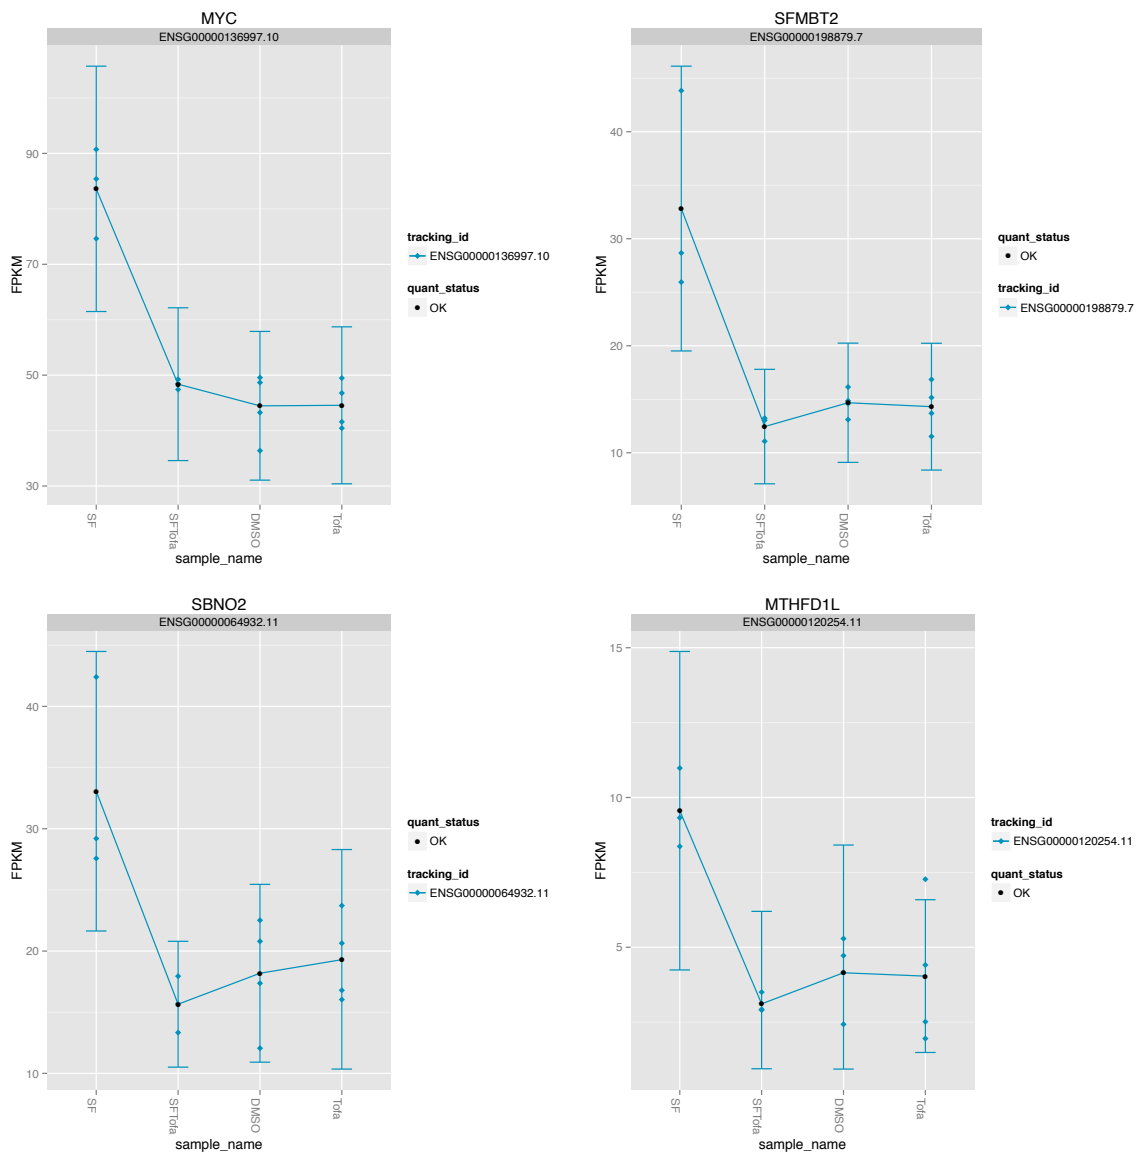 MYC
ENSG00000136997.10
90
70
50
30
FPKM
SF
SFTofa
DMSO
Tofa
sample_name
tracking_id
ENSG00000136997.10
quant_status
OK
SFMBT2
ENSG00000198879.7
40
30
20
10
FPKM
SF
SFTofa
DMSO
Tofa
sample_name
quant_status
OK
tracking_id
ENSG00000198879.7
SBNO2
ENSG00000064932.11
40
30
20
10
FPKM
SF
SFTofa
DMSO
Tofa
sample_name
quant_status
OK
tracking_id
ENSG00000064932.11
MTHFD1L
ENSG00000120254.11
15
10
5
FPKM
SF
SFTofa
DMSO
Tofa
sample_name
tracking_id
ENSG00000120254.11
quant_status
OK